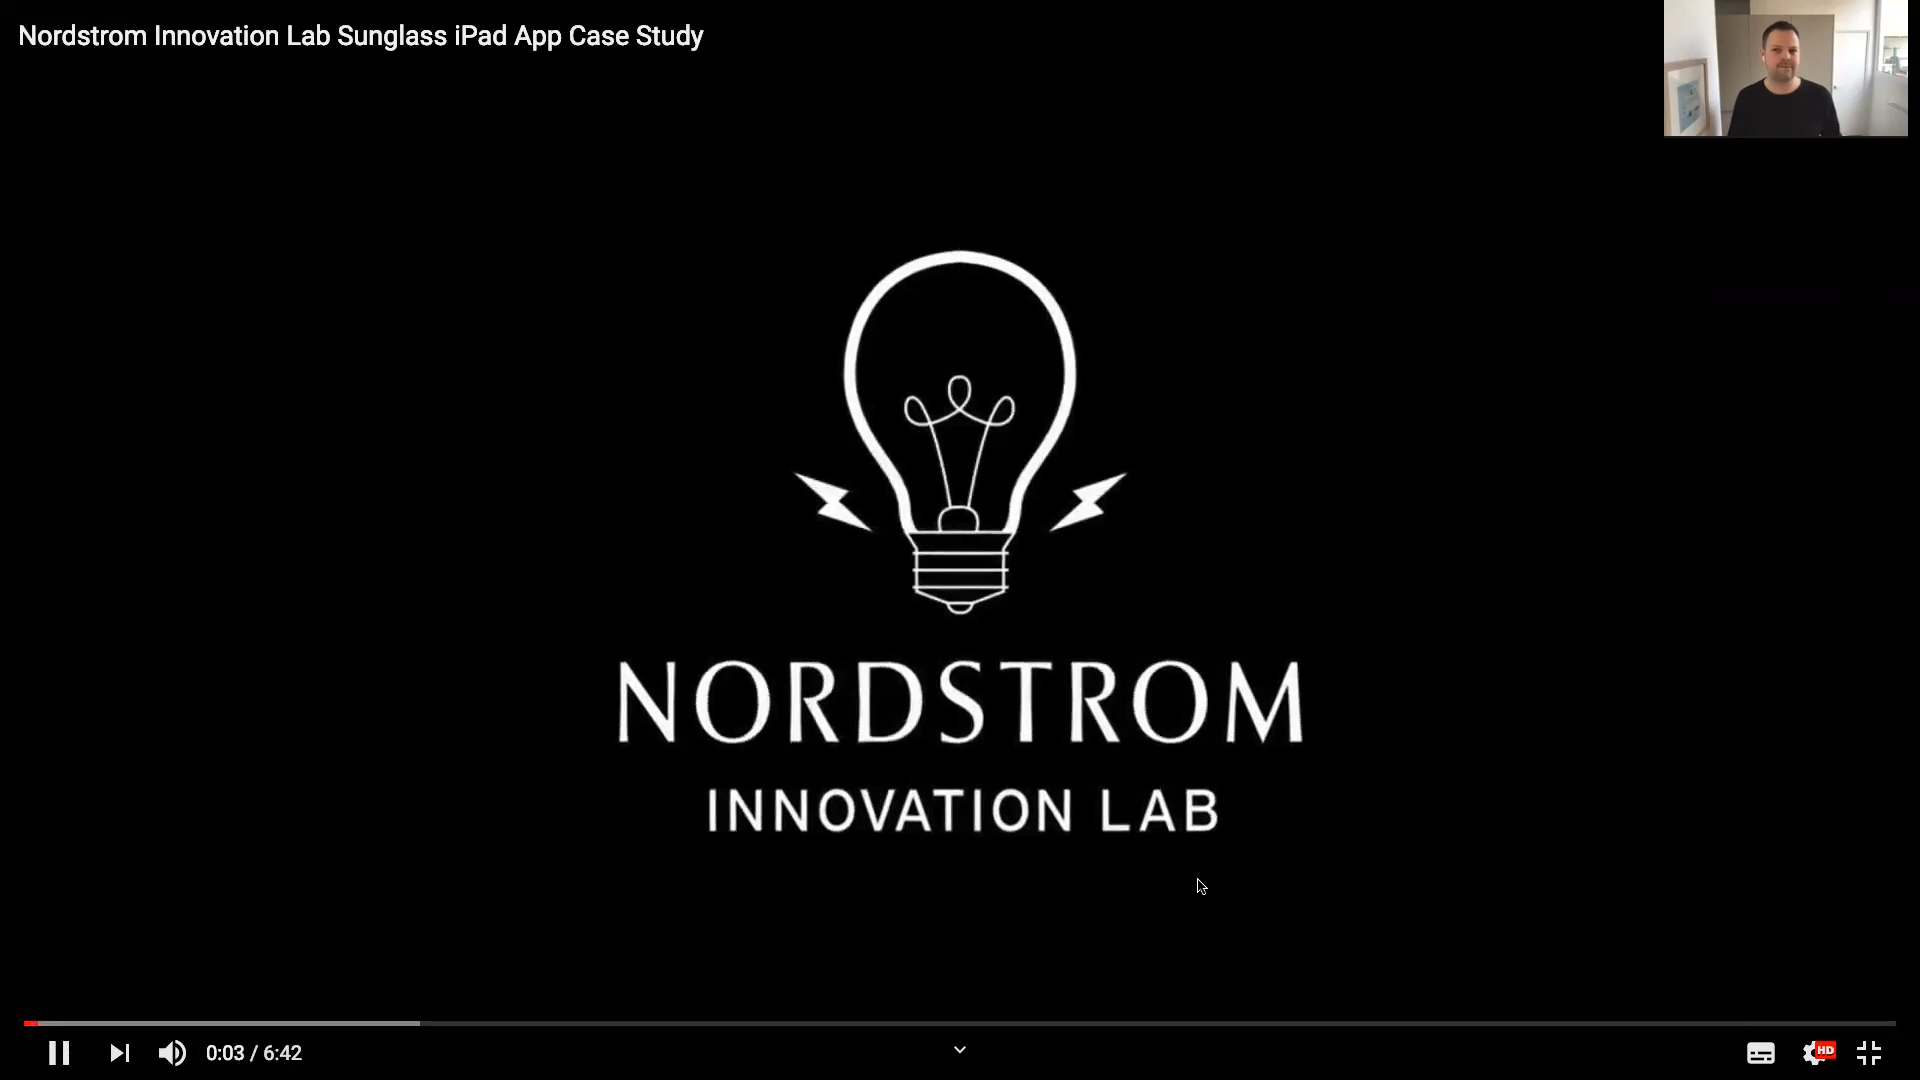 Nordstrom Innovation Lab Sunglass iPad App Case Study
NORDSTROM
INNOVATION LAB
0:03 / 6:42
HD